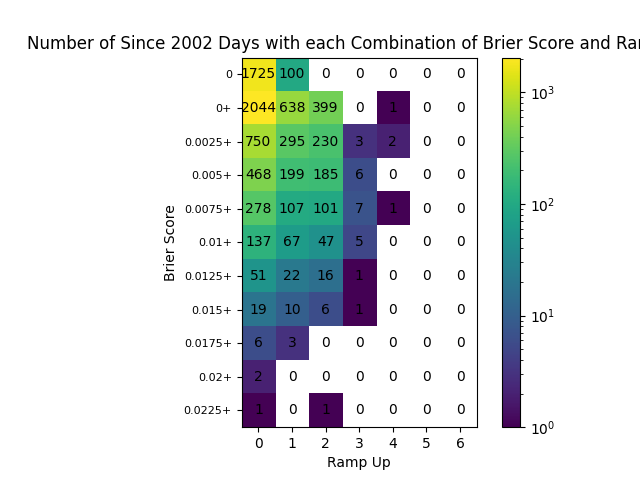 Number of Since 2002 Days with each Combination of Brier Score and
Brier Score
0 1725 100 0 0 0 0 0
0+ 2044 638 399 0 1 0 0
0.0025+ 750 295 230 3 2 0 0
0.005+ 468 199 185 6 0 0 0
0.0075+ 278 107 101 7 1 0 0
0.01+ 137 67 47 5 0 0 0
0.0125+ 51 22 16 1 0 0 0
0.015+ 19 10 6 1 0 0 0
0.0175+ 6 3 0 0 0 0 0
0.02+ 2 0 0 0 0 0 0
0.0225+ 1 0 1 0 0 0 0
0 1 2 3 4 5 6
Ramp Up
10³
10²
10¹
10⁰